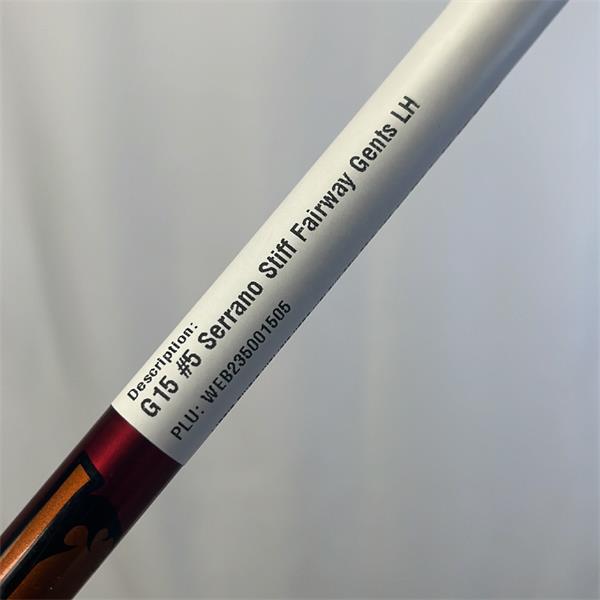 Description:
G15 #5 Serrano Stiff Fairway Gents LH
PLU: WEB235001505